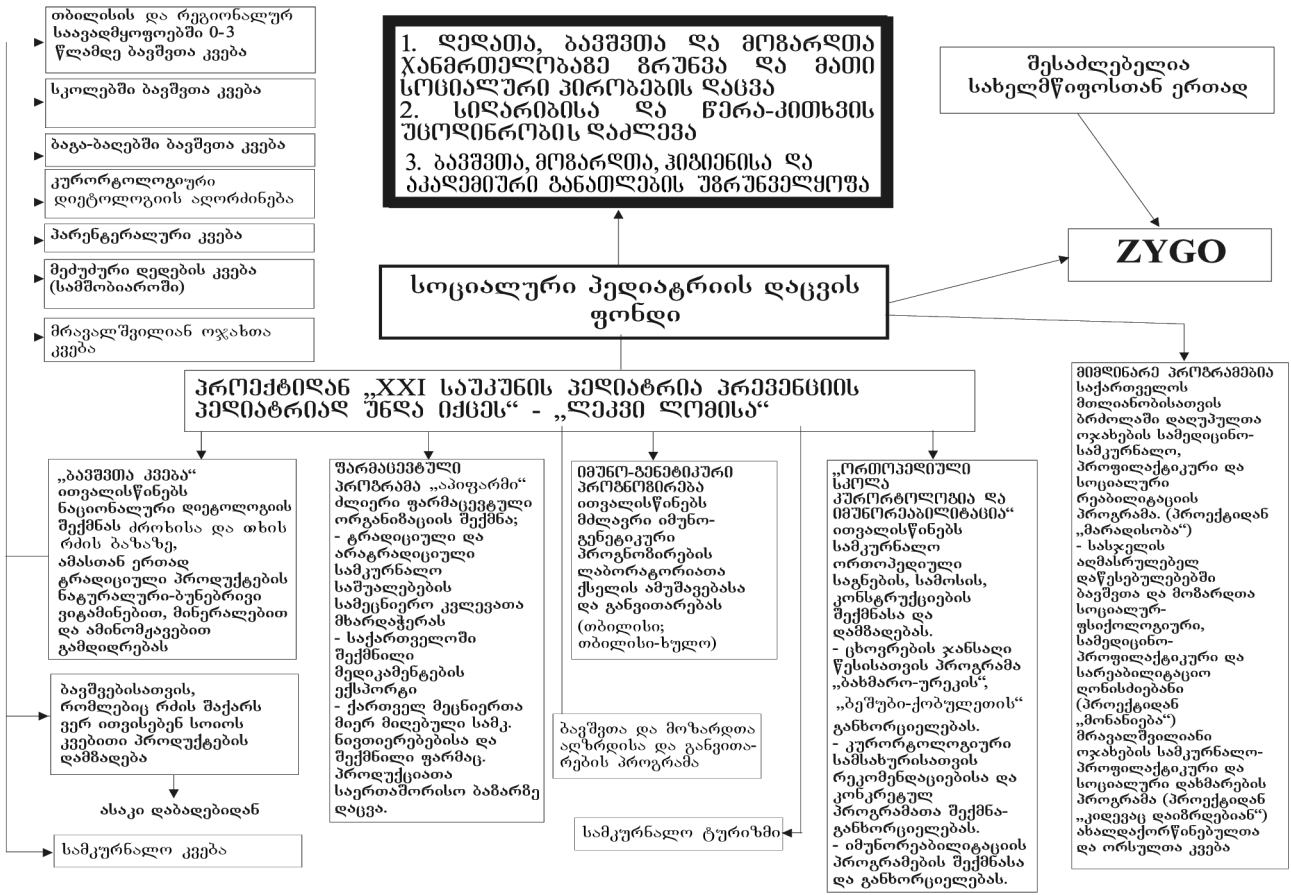 თბილისის და რეგიონალურ
საავადმყოფოებში 0-3
წლამდე ბავშვთა კვება
სკოლებში ბავშვთა კვება
ბაგა-ბაღებში ბავშვთა კვება
კურორტოლოგიური
დიეტოლოგიის აღორძინება
პარენტერალური კვება
მეძუძური დედების კვება
(სამშობიაროში)
მრავალშვილიან ოჯახთა
კვება
1. დედათა, ბავშვთა და მოზარდთა
ჯანმრთელობაზე ზრუნვა და მათი
სოციალური პირობების დაცვა
2. სიღარიბისა და წერა-კითხვის
უცოდინრობის დაძლევა
3. ბავშვთა, მოზარდთა, ჰიგიენისა და
აკადემიური განათლების უზრუნველყოფა
შესაძლებელია
სახელმწიფოსთან ერთად
ZYGO
სოციალური პედიატრიის დაცვის
ფონდი
პროექტიდან „XXI საუკუნის პედიატრია პრევენციის
პედიატრიად უნდა იქცეს“ - „ლეკვი ლომისა“
„ბავშვთა კვება“
ითვალისწინებს
ნაციონალური დიეტოლოგიის
შექმნას ძროხისა და თხის
რძის ბაზაზე,
ამასთან ერთად
ტრადიციული პროდუქტების
ნატურალური-ბუნებრივი
ვიტამინებით, მინერალებით
და ამინომჟავებით
გამდიდრებას
ბავშვებისათვის,
რომლებიც რძის შაქარს
ვერ ითვისებენ სოიოს
კვებითი პროდუქტების
დამზადება
ასაკი დაბადებიდან
სამკურნალო კვება
ფარმაცევტული
პროგრამა „აპიფარმი“
ძლიერი ფარმაცევტული
ორგანიზაციის შექმნა;
- ტრადიციული და
არატრადიციული
სამკურნალო
საშუალებების
სამეცნიერო კვლევათა
მხარდაჭერას
- საქართველოში
შექმნილი
მედიკამენტების
ექსპორტი
- ქართველ მეცნიერთა
მიერ მიღებული სამკ.
ნივთიერებებისა და
შექმნილი ფარმაც.
პროდუქციათა
საერთაშორისო ბაზარზე
დაცვა.
იმუნო-გენეტიკური
პროგნოზირება
ითვალისწინებს
მძლავრი იმუნო-
გენეტიკური
პროგნოზირების
ლაბორატორიათა
ქსელის ამუშავებასა
და განვითარებას
(თბილისი;
თბილისი-ხულო)
ბავშვთა და მოზარდთა
აღზრდისა და განვითა-
რების პროგრამა
სამკურნალო ტურიზმი
„ორთოპედიული
სკოლა
კურორტოლოგია და
იმუნორეაბილიტაცია“
ითვალისწინებს
სამკურნალო
ორთოპედიული
საგნების, სამოსის,
კონსტრუქციების
შექმნასა და
დამზადებას.
- ცხოვრების ჯანსაღი
წესისათვის პროგრამა
„ბახმარო-ურეკის“,
„ბეშუბი-ქობულეთის“
განხორციელებას.
- კურორტოლოგიური
სამსახურისათვის
რეკომენდაციებისა და
კონკრეტულ
პროგრამათა შექმნა-
განხორციელებას.
- იმუნორეაბილიტაციის
პროგრამების შექმნასა
და განხორციელებას.
მიმდინარე პროგრამებია
საქართველოს
მთლიანობისათვის
ბრძოლაში დაღუპულთა
ოჯახების სამედიცინო-
სამკურნალო,
პროფილაქტიკური და
სოციალური
რეაბილიტაციის
პროგრამა. (პროექტიდან
„მარადისობა“)
- სასჯელის
აღმასრულებელ
დაწესებულებებში
ბავშვთა და მოზარდთა
სოციალურ-
ფსიქოლოგიური,
სამედიცინო-
პროფილაქტიკური და
სარეაბილიტაციო
ღონისძიებანი
(პროექტიდან
„მონანიება“)
მრავალშვილიანი
ოჯახების სამკურნალო-
პროფილაქტიკური და
სოციალური დახმარების
პროგრამა (პროექტიდან
„კიდევაც დაიზრდებიან“)
ახალდაქორწინებულთა
და ორსულთა კვება